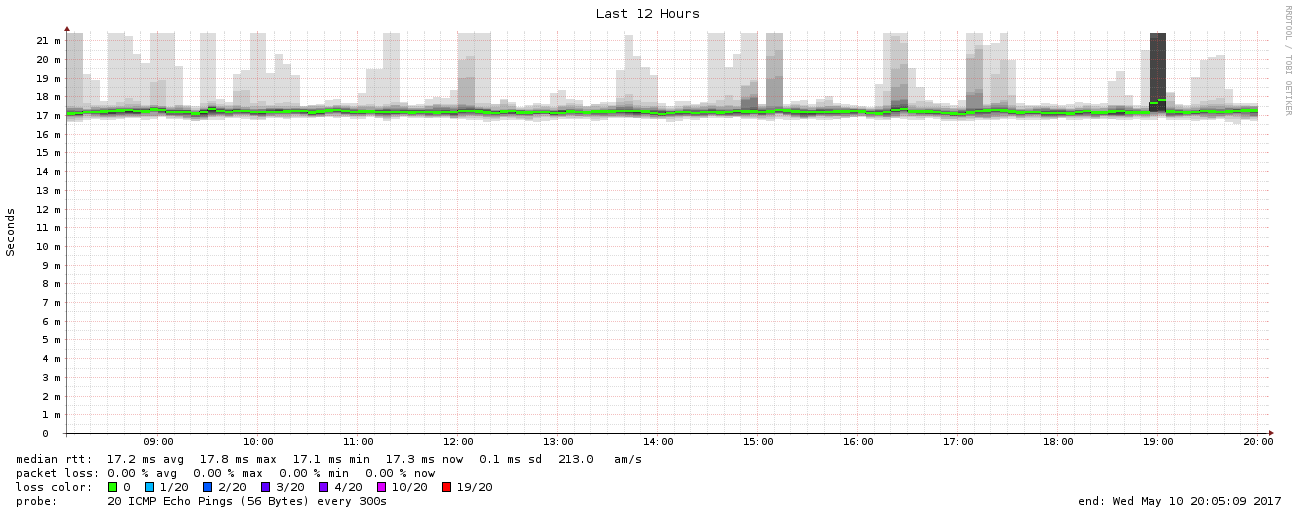 Last 12 Hours
RRDTOOL / TOBI OETIKER
21 m
20 m
19 m
18 m
17 m
16 m
15 m
14 m
13 m
12 m
11 m
10 m
9 m
8 m
7 m
6 m
5 m
4 m
3 m
2 m
1 m
0
Seconds
09:00 10:00 11:00 12:00 13:00 14:00 15:00 16:00 17:00 18:00 19:00 20:00
median rtt: 17.2 ms avg 17.8 ms max 17.1 ms min 17.3 ms now 0.1 ms sd 213.0 am/s
packet loss: 0.00 % avg 0.00 % max 0.00 % min 0.00 % now
loss color: 0 1/20 2/20 3/20 4/20 10/20 19/20
probe: 20 ICMP Echo Pings (56 Bytes) every 300s
end: Wed May 10 20:05:09 2017